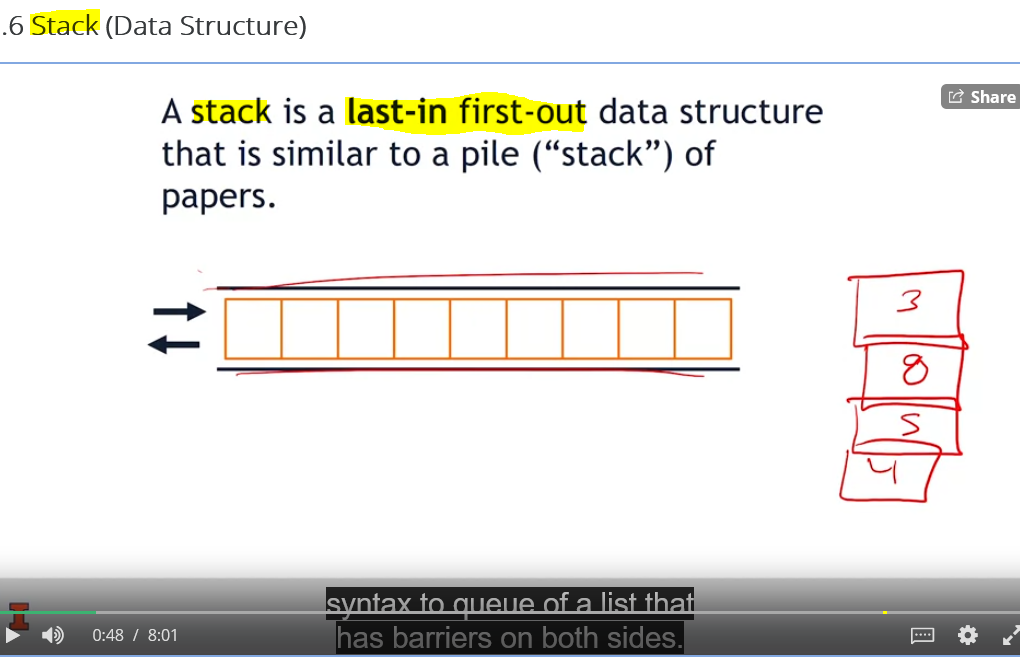 .6 Stack (Data Structure)
A stack is a last-in first-out data structure
that is similar to a pile (“stack”) of
papers.
Share
3
8
5
4
syntax to queue of a list that
has barriers on both sides.
0:48 / 8:01